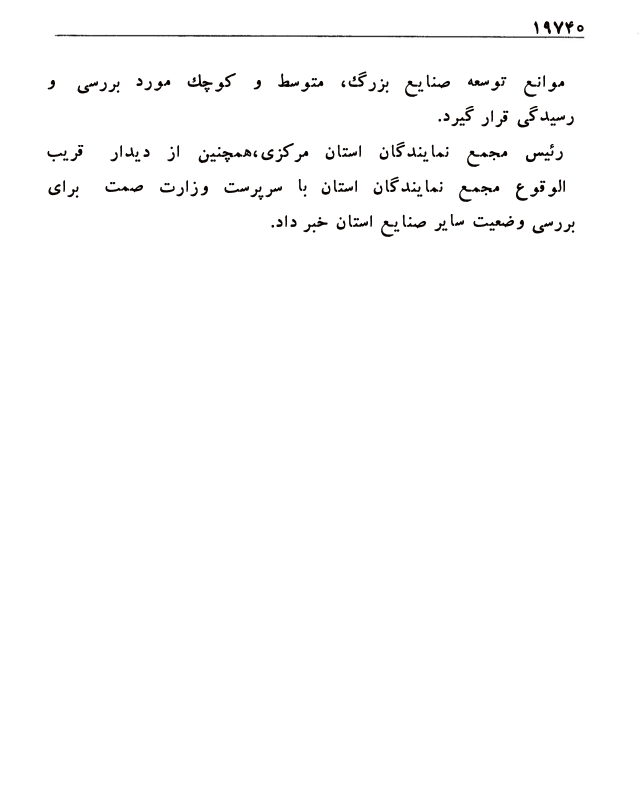 ۱۹۷۴۰
موانع توسعه صنایع بزرگ، متوسط و کوچک مورد بررسی و
رسیدگی قرار گیرد.
رئیس مجمع نمایندگان استان مرکزی،همچنین از دیدار قریب
الوقوع مجمع نمایندگان استان با سرپرست وزارت صمت برای
بررسی وضعیت سایر صنایع استان خبر داد.